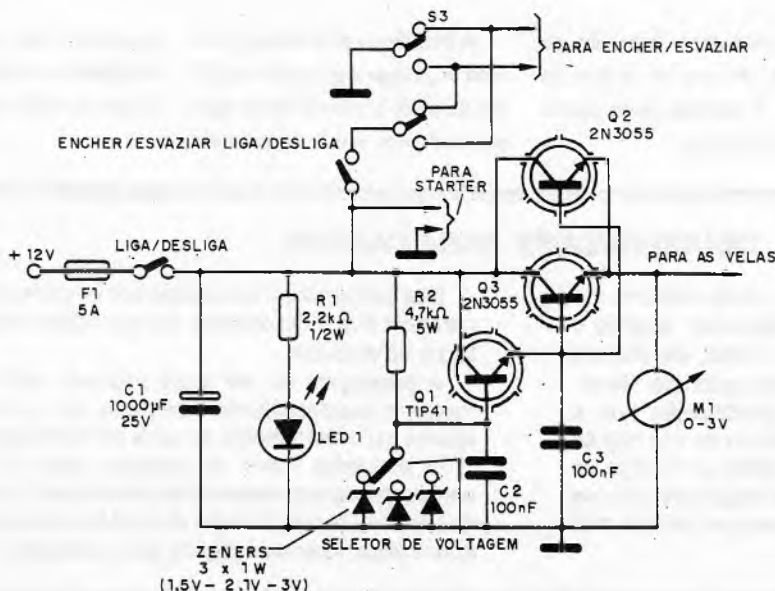 S3
PARA ENCHER/ESVAZIAR
Q2
2N3055
ENCHER/ESVAZIAR LIGA/DESLIGA
PARA
STARTER
+ 12V
LIGA/DESLIGA
PARA AS VELAS
F1
5A
R1
2,2kΩ
1/2W
R2
4,7kΩ
5W
Q3
2N3055
C1
1000µF
25V
LED 1
Q1
TIP41
M1
0-3V
C2
100nF
C3
100nF
ZENERS
3 x 1W
(1,5V - 2,1V - 3V)
SELETOR DE VOLTAGEM